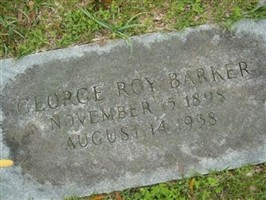 GEORGE ROY BARKER
NOVEMBER 15 1898
AUGUST 14 1958